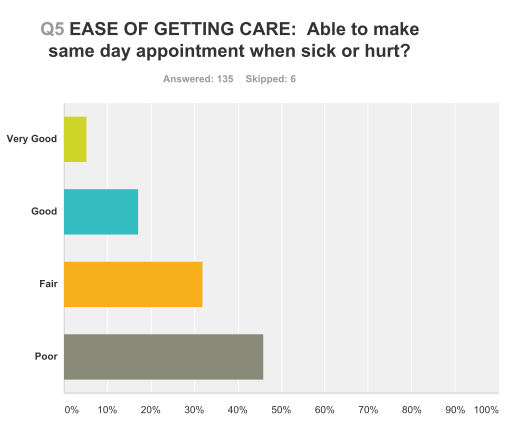 Q5 EASE OF GETTING CARE: Able to make
same day appointment when sick or hurt?
Answered: 135 Skipped: 6
Very Good
Good
Fair
Poor
0% 10% 20% 30% 40% 50% 60% 70% 80% 90% 100%